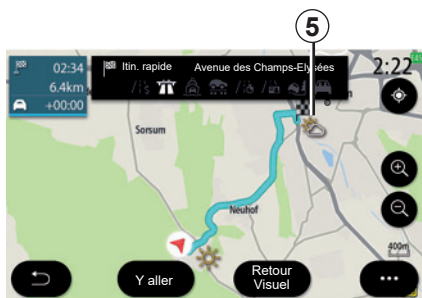 5
02:34
6.4km
+00:00
Itin. rapide Avenue des Champs-Elysées
2:22
Sorsum
Neuhof
400m
Y aller
Retour
Visuel